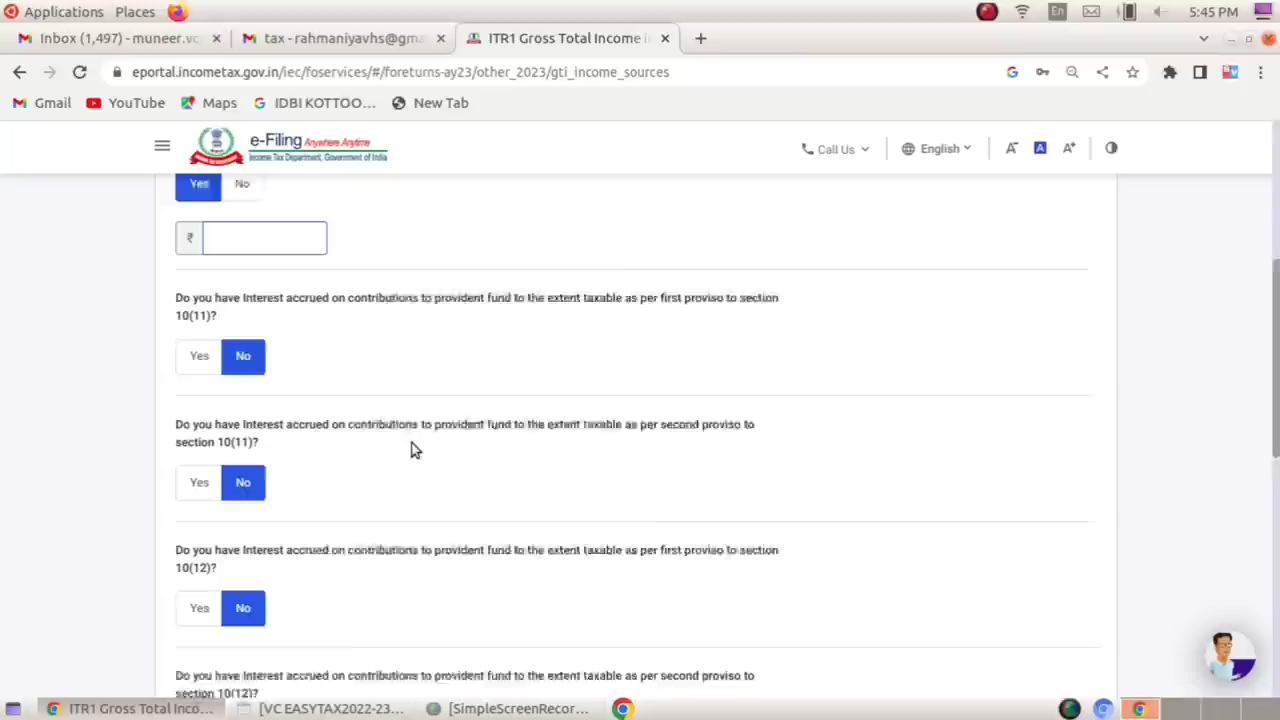 Applications Places En 5:45 PM
Inbox (1,497) - muneer.vc tax - rahmaniyavhs@gma ITR1 Gross Total Income i
eportal.incometax.gov.in/iec/foservices/#/foreturns-ay23/other_2023/gti_income_sources
Gmail YouTube Maps IDBI KOTTOO... New Tab
e-Filing Anywhere Anytime
Income Tax Department, Government of India
Call Us English A- A A+
Yes No
₹
Do you have Interest accrued on contributions to provident fund to the extent taxable as per first proviso to section
10(11)?
Yes No
Do you have Interest accrued on contributions to provident fund to the extent taxable as per second proviso to
section 10(11)?
Yes No
Do you have Interest accrued on contributions to provident fund to the extent taxable as per first proviso to section
10(12)?
Yes No
Do you have Interest accrued on contributions to provident fund to the extent taxable as per second proviso to
section 10(12)?
ITR1 Gross Total Inco... [VC EASYTAX2022-23... [SimpleScreenRecor...